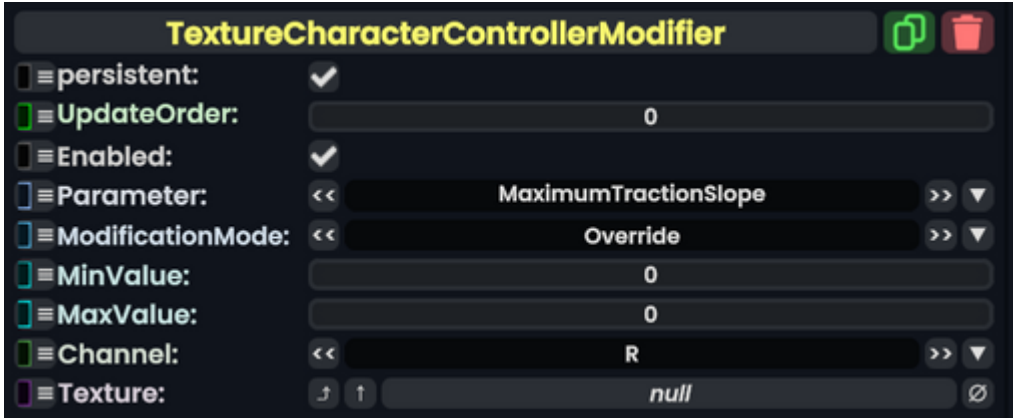 TextureCharacterControllerModifier
persistent:
UpdateOrder: 0
Enabled:
Parameter: << MaximumTractionSlope >> ▼
ModificationMode: << Override >> ▼
MinValue: 0
MaxValue: 0
Channel: << R >> ▼
Texture: ⤴ ↑ null ∅